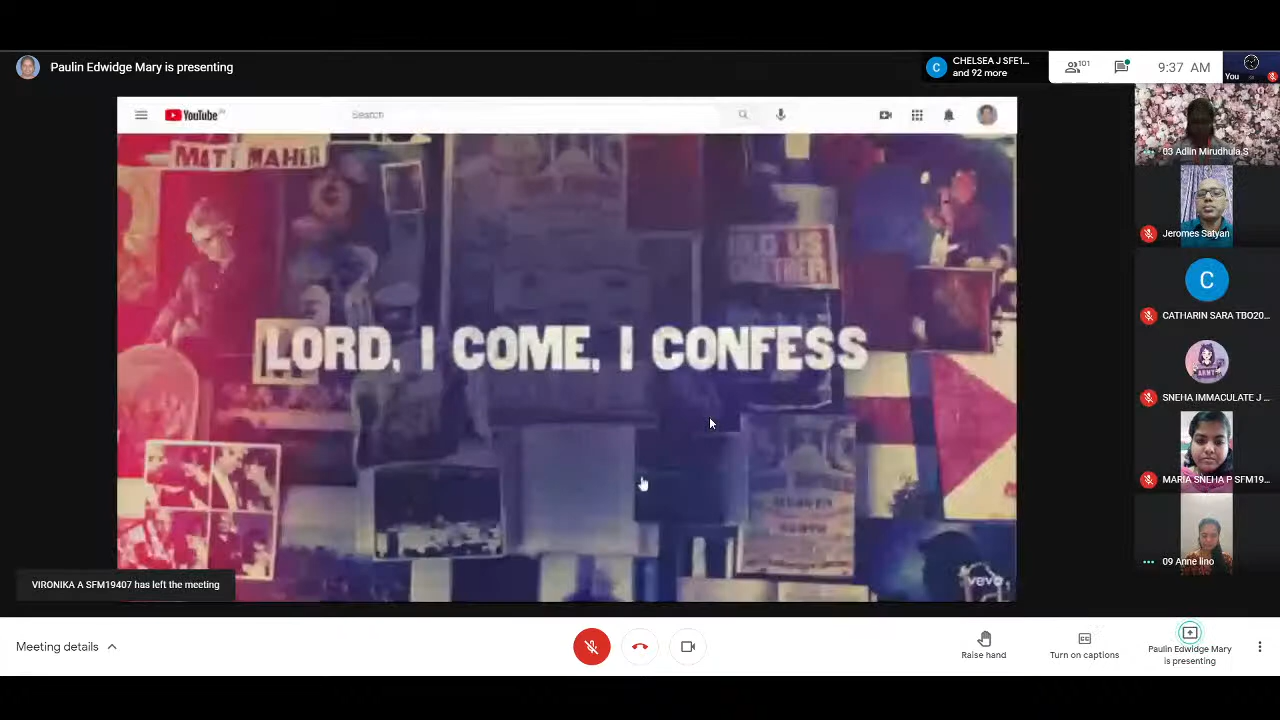 Paulin Edwidge Mary is presenting
CHELSEA J SFE1...
and 92 more
C
101
9:37 AM
You
YouTube
Search
MATT MAHER
HOLD US
TOGETHER
LORD, I COME, I CONFESS
vevo
03 Adlin Mirudhula.S
Jeromes Satyan
C
CATHARIN SARA TBO20...
ARMY
SNEHA IMMACULATE J ...
MARIA SNEHA P SFM19...
09 Anne lino
VIRONIKA A SFM19407 has left the meeting
Meeting details
Raise hand
Turn on captions
Paulin Edwidge Mary
is presenting